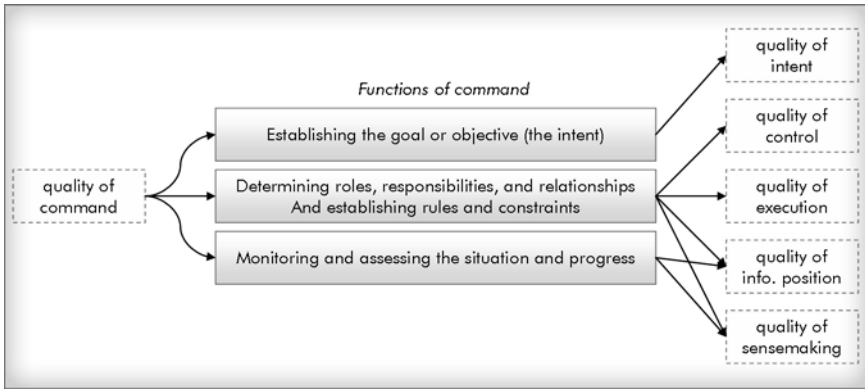 Functions of command
quality of
command
Establishing the goal or objective (the intent)
Determining roles, responsibilities, and relationships
And establishing rules and constraints
Monitoring and assessing the situation and progress
quality of
intent
quality of
control
quality of
execution
quality of
info. position
quality of
sensemaking